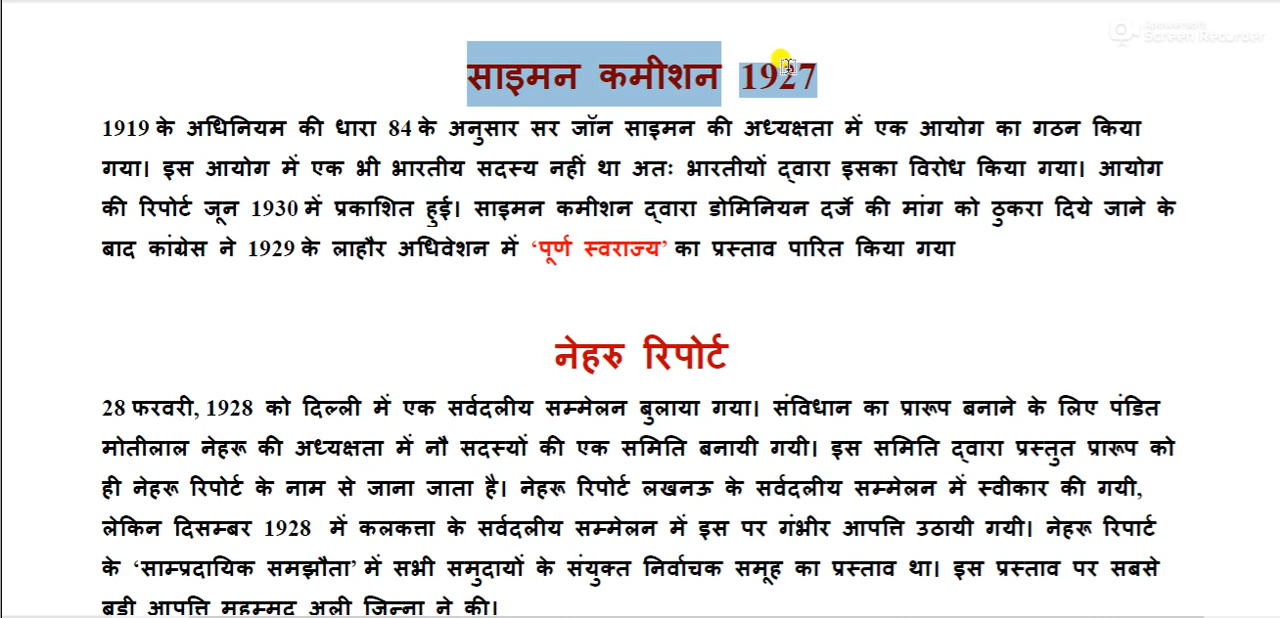 Apowersoft
Screen Recorder
साइमन कमीशन 1927
1919 के अधिनियम की धारा 84 के अनुसार सर जॉन साइमन की अध्यक्षता में एक आयोग का गठन किया
गया। इस आयोग में एक भी भारतीय सदस्य नहीं था अतः भारतीयों द्वारा इसका विरोध किया गया। आयोग
की रिपोर्ट जून 1930 में प्रकाशित हुई। साइमन कमीशन द्वारा डोमिनियन दर्जे की मांग को ठुकरा दिये जाने के
बाद कांग्रेस ने 1929 के लाहौर अधिवेशन में ‘पूर्ण स्वराज्य’ का प्रस्ताव पारित किया गया
नेहरु रिपोर्ट
28 फरवरी, 1928 को दिल्ली में एक सर्वदलीय सम्मेलन बुलाया गया। संविधान का प्रारूप बनाने के लिए पंडित
मोतीलाल नेहरू की अध्यक्षता में नौ सदस्यों की एक समिति बनायी गयी। इस समिति द्वारा प्रस्तुत प्रारूप को
ही नेहरू रिपोर्ट के नाम से जाना जाता है। नेहरू रिपोर्ट लखनऊ के सर्वदलीय सम्मेलन में स्वीकार की गयी,
लेकिन दिसम्बर 1928 में कलकत्ता के सर्वदलीय सम्मेलन में इस पर गंभीर आपत्ति उठायी गयी। नेहरू रिपार्ट
के ‘साम्प्रदायिक समझौता’ में सभी समुदायों के संयुक्त निर्वाचक समूह का प्रस्ताव था। इस प्रस्ताव पर सबसे
बडी आपत्ति मुहम्मद अली जिन्ना ने की।